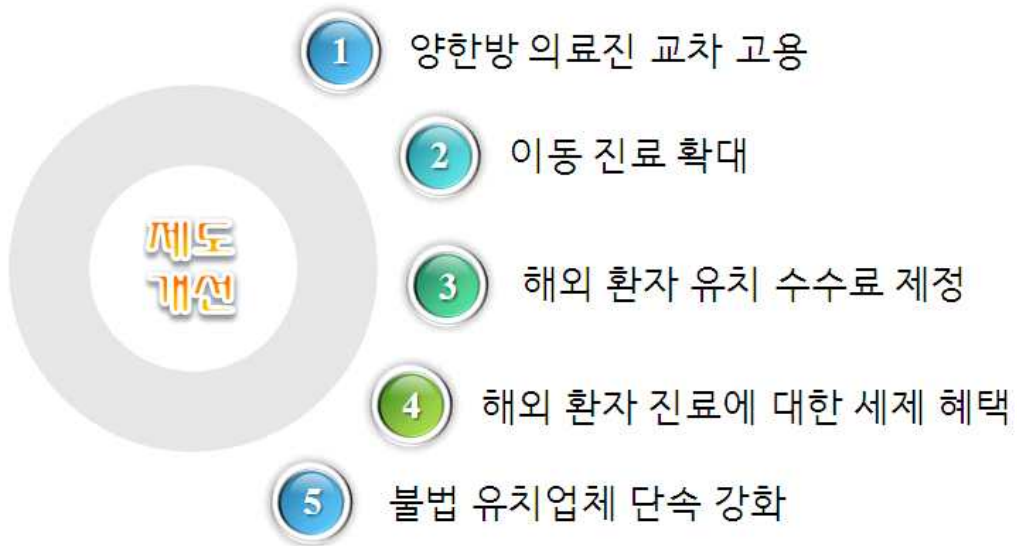 1 양한방 의료진 교차 고용
2 이동 진료 확대
제도
개선
3 해외 환자 유치 수수료 제정
4 해외 환자 진료에 대한 세제 혜택
5 불법 유치업체 단속 강화